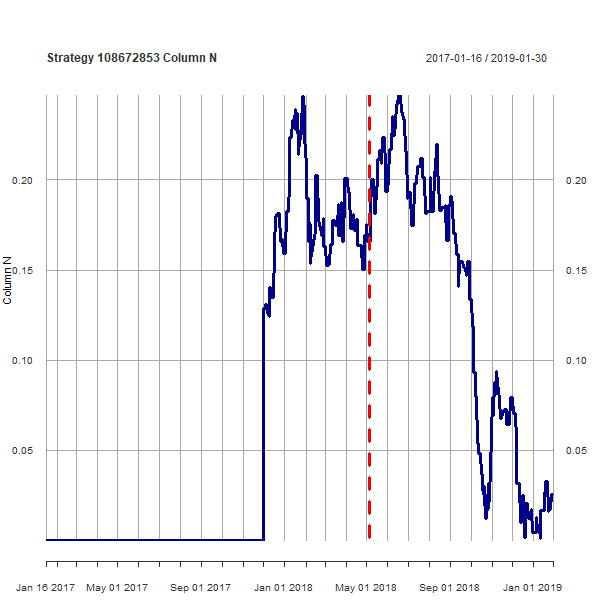 Strategy 108672853 Column N
2017-01-16 / 2019-01-30
0.20
0.20
0.15
0.15
Column N
0.10
0.10
0.05
0.05
Jan 16 2017
May 01 2017
Sep 01 2017
Jan 01 2018
May 01 2018
Sep 01 2018
Jan 01 2019